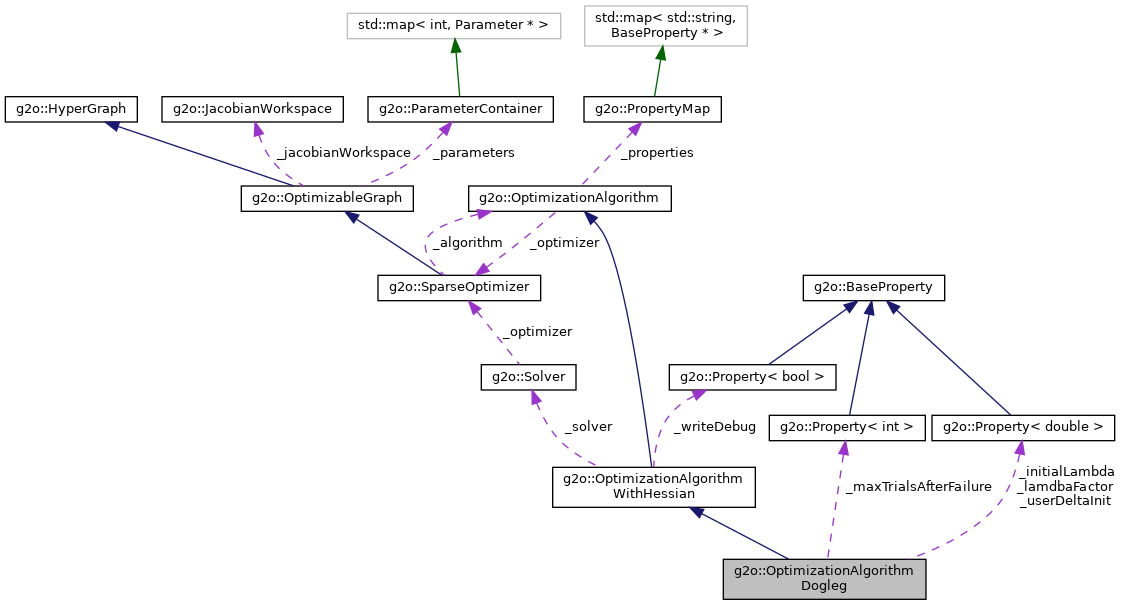 std::map< std::string,
BaseProperty * >
std::map< int, Parameter * >
g2o::HyperGraph
g2o::JacobianWorkspace
g2o::ParameterContainer
g2o::PropertyMap
_jacobianWorkspace
_parameters
_properties
g2o::OptimizableGraph
g2o::OptimizationAlgorithm
_algorithm
_optimizer
g2o::SparseOptimizer
g2o::BaseProperty
_optimizer
g2o::Solver
g2o::Property< bool >
_solver
_writeDebug
g2o::Property< int >
g2o::Property< double >
g2o::OptimizationAlgorithm
WithHessian
_maxTrialsAfterFailure
_initialLambda
_lamdbaFactor
_userDeltaInit
g2o::OptimizationAlgorithm
Dogleg